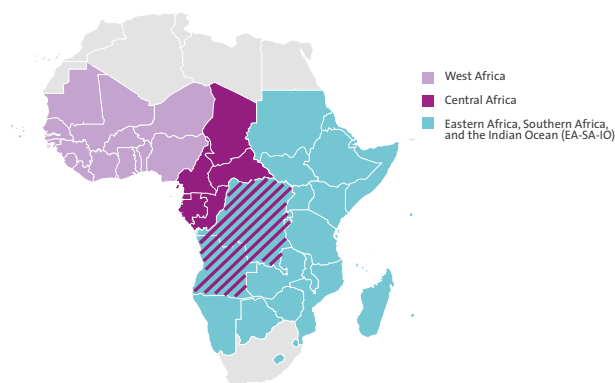 West Africa
Central Africa
Eastern Africa, Southern Africa,
and the Indian Ocean (EA-SA-IO)